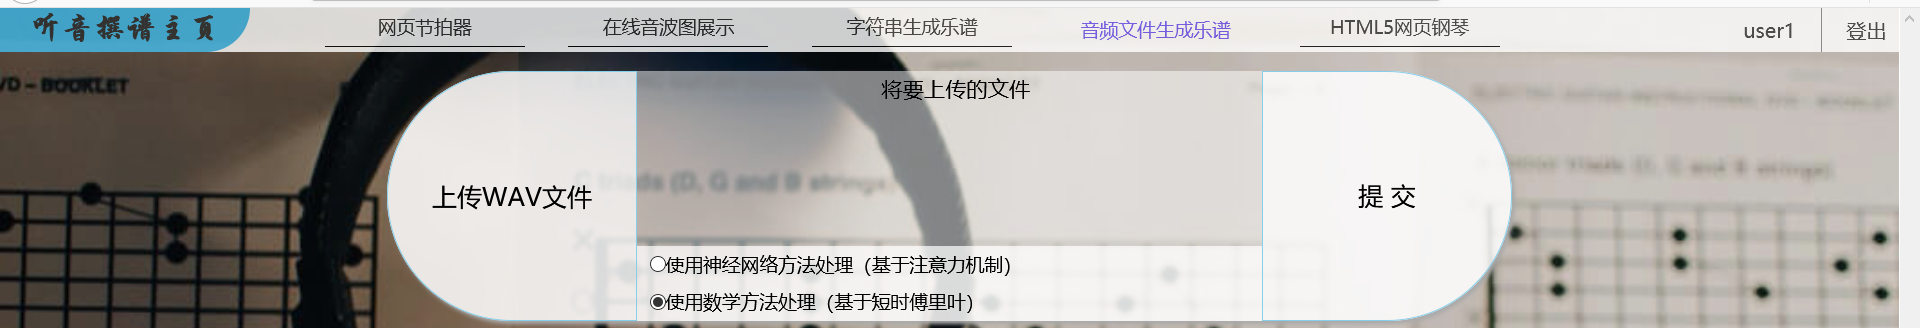 听音撰谱主页
网页节拍器
在线音波图展示
字符串生成乐谱
音频文件生成乐谱
HTML5网页钢琴
user1
登出
VD - BOOKLET
将要上传的文件
triads (D, G and B strings)
上传WAV文件
提 交
使用神经网络方法处理（基于注意力机制）
使用数学方法处理（基于短时傅里叶）